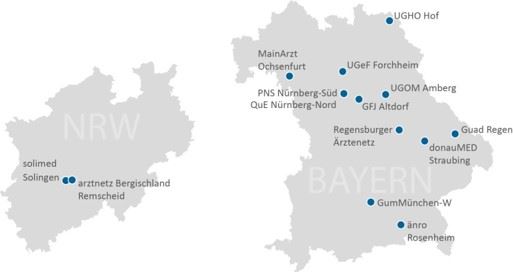 NRW
solimed
Solingen
arztnetz Bergischland
Remscheid
UGHO Hof
MainArzt
Ochsenfurt
UGeF Forchheim
PNS Nürnberg-Süd
QuE Nürnberg-Nord
GFJ Altdorf
UGOM Amberg
Regensburger
Ärztenetz
Guad Regen
donauMED
Straubing
BAYERN
GumMünchen-W
änro
Rosenheim